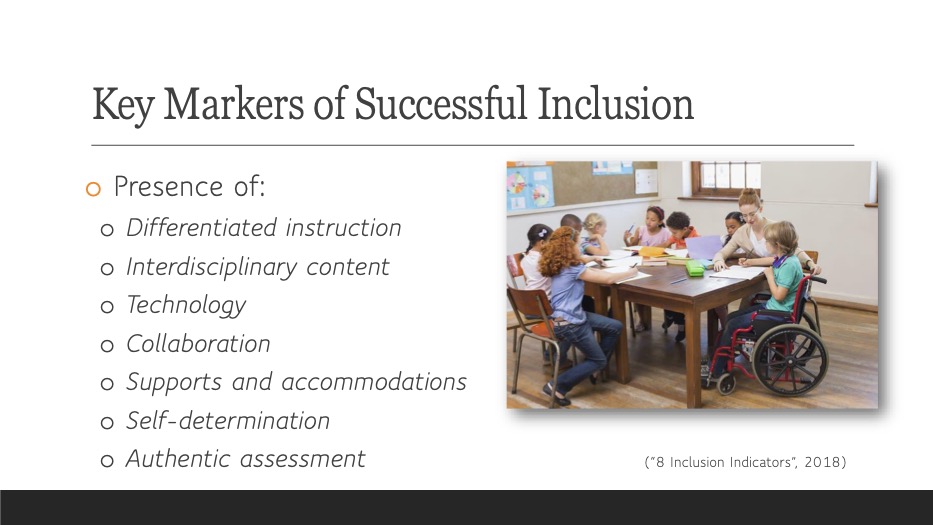 Key Markers of Successful Inclusion
Presence of:
Differentiated instruction
Interdisciplinary content
Technology
Collaboration
Supports and accommodations
Self-determination
Authentic assessment
("8 Inclusion Indicators", 2018)